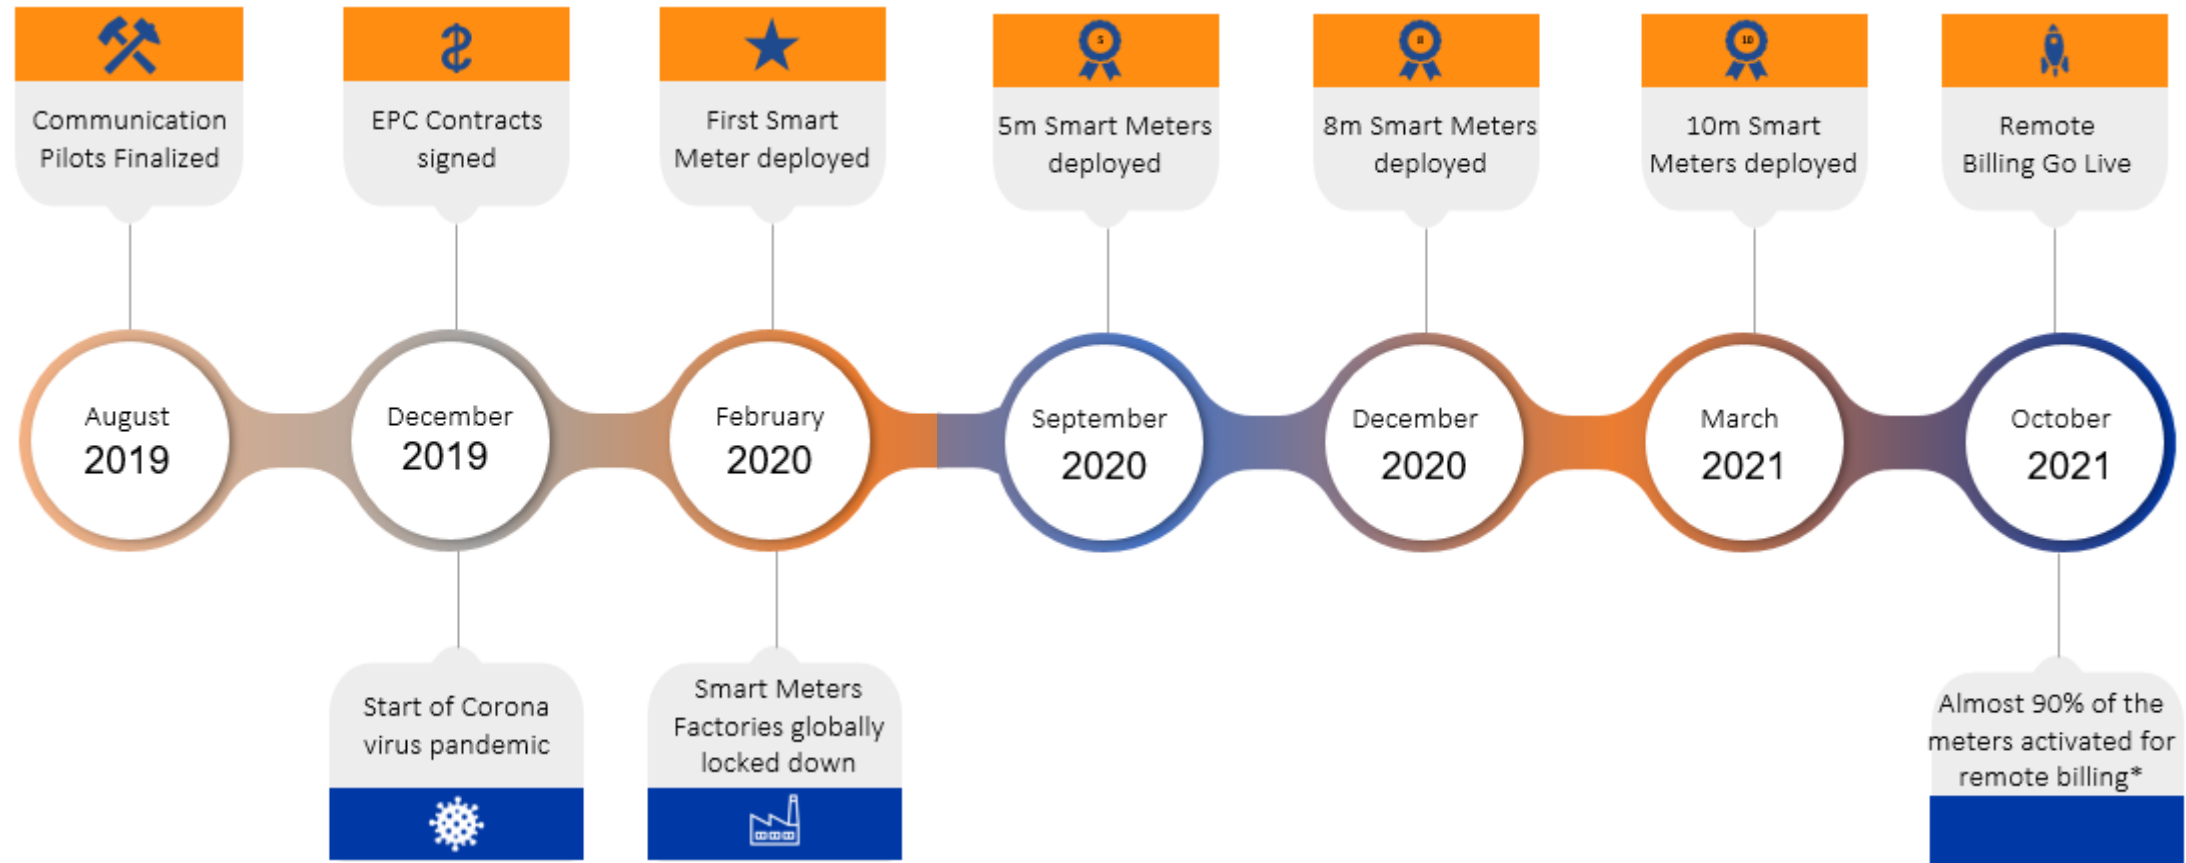 Communication
Pilots Finalized
EPC Contracts
signed
First Smart
Meter deployed
5
5m Smart Meters
deployed
8
8m Smart Meters
deployed
10
10m Smart
Meters deployed
Remote
Billing Go Live
August
2019
December
2019
February
2020
September
2020
December
2020
March
2021
October
2021
Start of Corona
virus pandemic
Smart Meters
Factories globally
locked down
Almost 90% of the
meters activated for
remote billing*